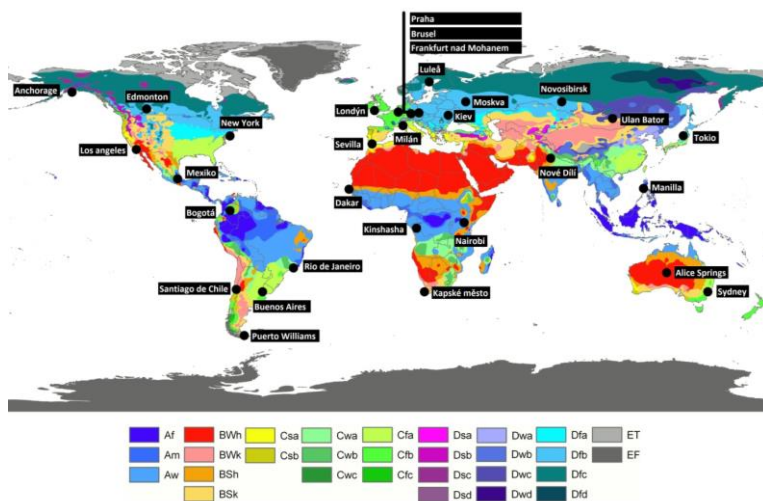 Praha
Brusel
Frankfurt nad Mohanem
Luleå
Anchorage
Edmonton
Londýn
Moskva
Novosibirsk
New York
Kiev
Ulan Bator
Los angeles
Sevilla
Milán
Tokio
Mexiko
Nové Dílí
Dakar
Manilla
Bogotá
Kinshasha
Nairobi
Rio de Janeiro
Alice Springs
Santiago de Chile
Kapské město
Sydney
Buenos Aires
Puerto Williams
Af BWh Csa Cwa Cfa Dsa Dwa Dfa ET
Am BWk Csb Cwb Cfb Dsb Dwb Dfb EF
Aw BSh Cwc Cfc Dsc Dwc Dfc
BSk Dsd Dwd Dfd